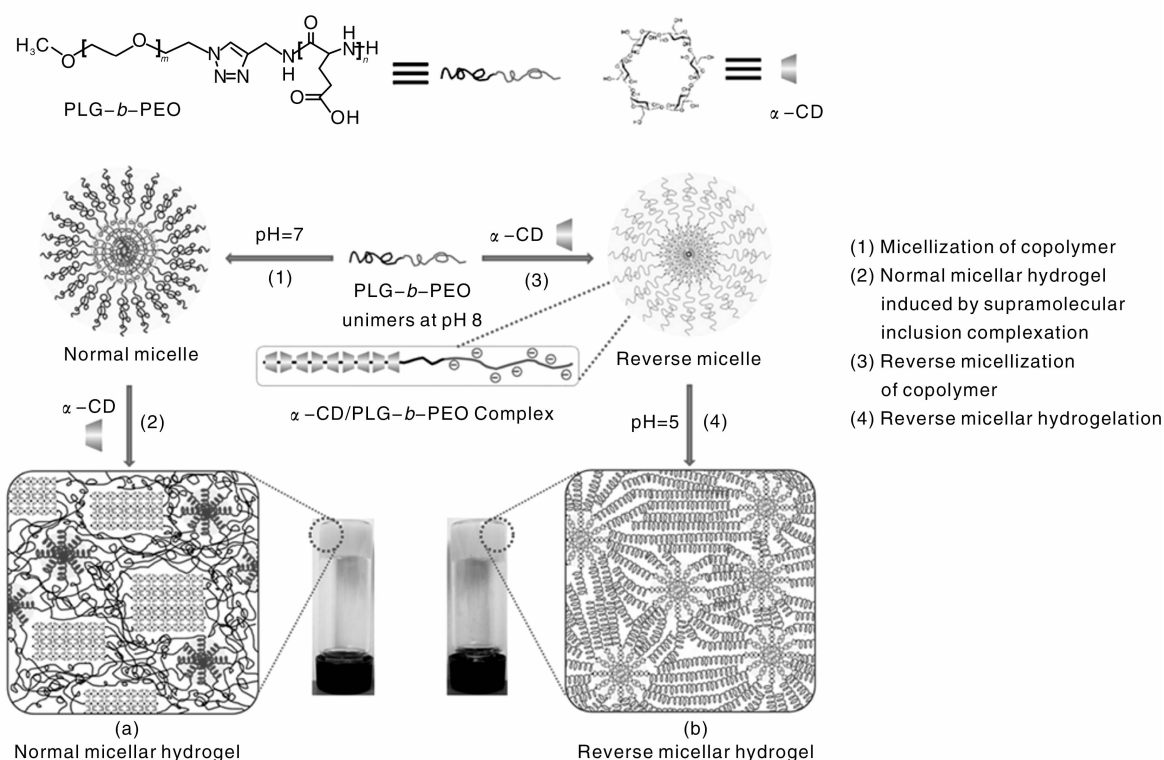 H₃C
O
O
m
N
N=N
N
H
O
H
N
H
n
O
OH
PLG–b–PEO
α–CD
pH=7
(1)
PLG–b–PEO
unimers at pH 8
α–CD
(3)
Normal micelle
Reverse micelle
α–CD/PLG–b–PEO Complex
α–CD
(2)
pH=5
(4)
(1) Micellization of copolymer
(2) Normal micellar hydrogel
induced by supramolecular
inclusion complexation
(3) Reverse micellization
of copolymer
(4) Reverse micellar hydrogelation
(a)
Normal micellar hydrogel
(b)
Reverse micellar hydrogel